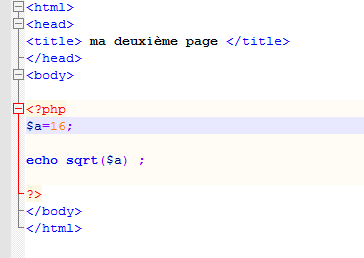 <html>
<head>
<title> ma deuxième page </title>
</head>
<body>
<?php
$a=16;
echo sqrt($a) ;
?>
</body>
</html>